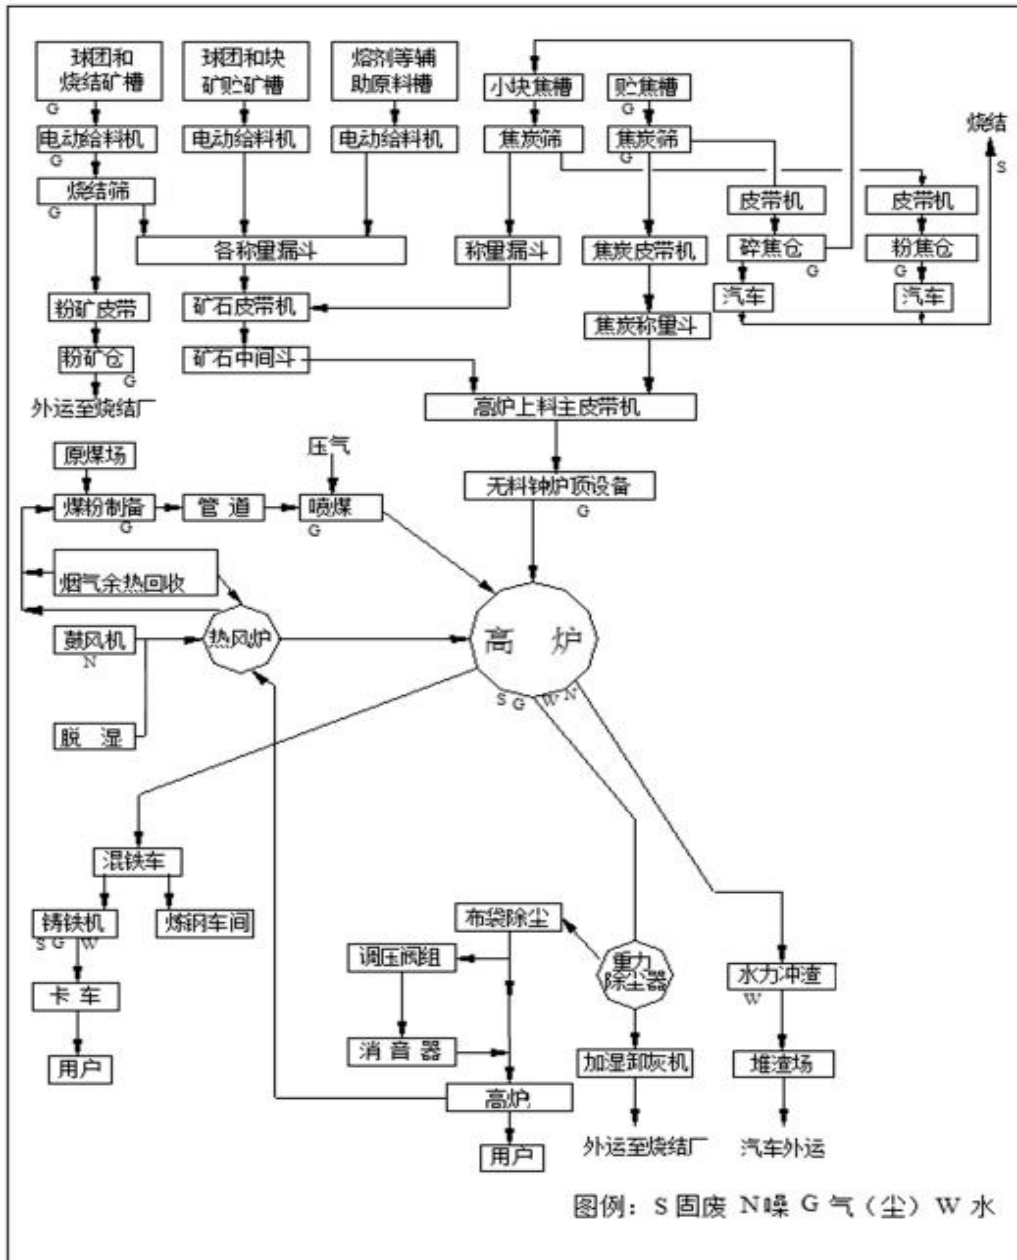 球团和
烧结矿槽
球团和块
矿贮矿槽
熔剂等辅
助原料槽
小块焦槽
贮焦槽
G
G
烧结
电动给料机
电动给料机
电动给料机
焦炭筛
焦炭筛
G
G
S
烧结筛
G
皮带机
皮带机
各称量漏斗
称量漏斗
焦炭皮带机
碎焦仓
粉焦仓
G
G
粉矿皮带
矿石皮带机
汽车
汽车
焦炭称量斗
粉矿仓
G
矿石中间斗
外运至烧结厂
高炉上料主皮带机
原煤场
压气
无料钟炉顶设备
G
煤粉制备
G
管 道
喷煤
G
烟气余热回收
鼓风机
N
热风炉
高 炉
S G W N
脱 湿
混铁车
铸铁机
S G W
炼钢车间
布袋除尘
调压阀组
重力
除尘器
水力冲渣
W
卡 车
消 音 器
加湿卸灰机
堆渣场
用户
高炉
外运至烧结厂
汽车外运
用户
图例：S 固废 N噪 G 气（尘）W 水